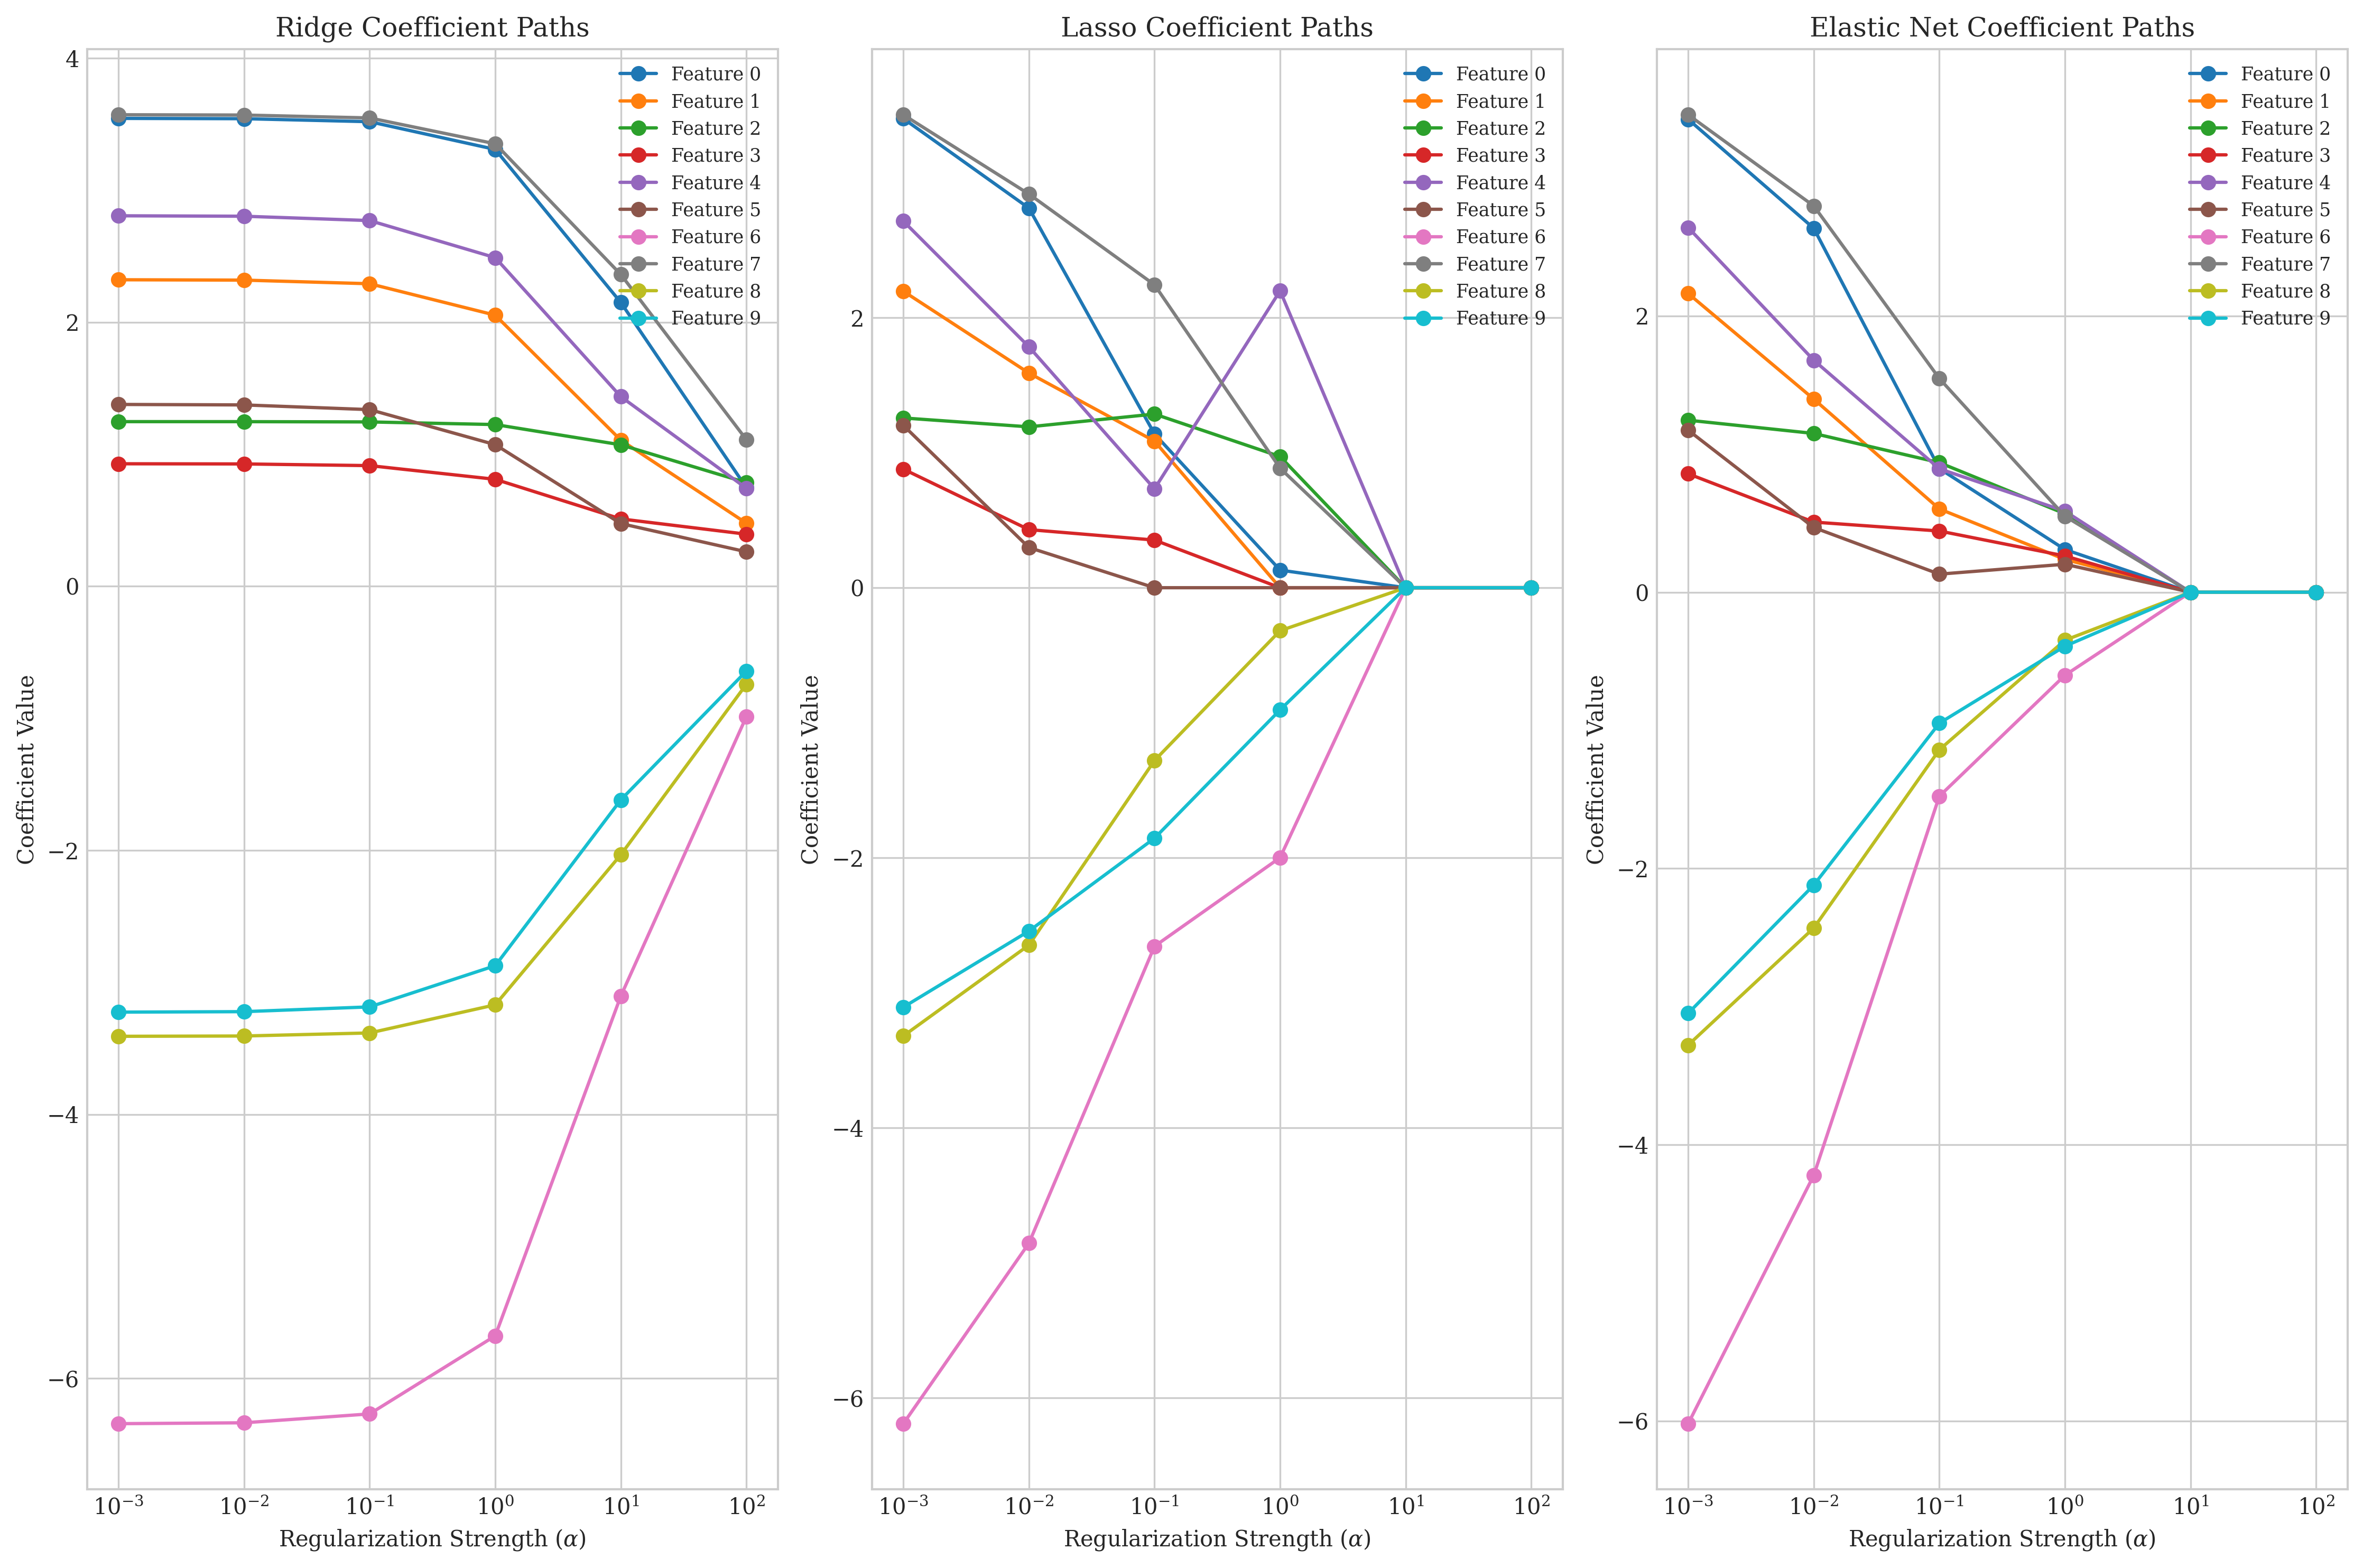 Ridge Coefficient Paths
4
2
0
−2
−4
−6
Coefficient Value
Feature 0
Feature 1
Feature 2
Feature 3
Feature 4
Feature 5
Feature 6
Feature 7
Feature 8
Feature 9
10⁻³ 10⁻² 10⁻¹ 10⁰ 10¹ 10²
Regularization Strength (α)
Lasso Coefficient Paths
2
0
−2
−4
−6
Coefficient Value
Feature 0
Feature 1
Feature 2
Feature 3
Feature 4
Feature 5
Feature 6
Feature 7
Feature 8
Feature 9
10⁻³ 10⁻² 10⁻¹ 10⁰ 10¹ 10²
Regularization Strength (α)
Elastic Net Coefficient Paths
2
0
−2
−4
−6
Coefficient Value
Feature 0
Feature 1
Feature 2
Feature 3
Feature 4
Feature 5
Feature 6
Feature 7
Feature 8
Feature 9
10⁻³ 10⁻² 10⁻¹ 10⁰ 10¹ 10²
Regularization Strength (α)